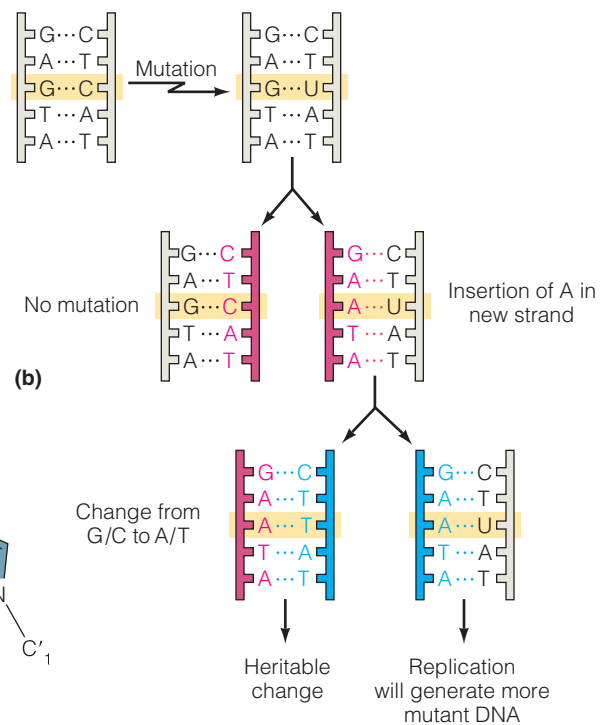 G···C
A···T
G···C
T···A
A···T
Mutation
G···C
A···T
G···U
T···A
A···T
No mutation
G···C
A···T
G···C
T···A
A···T
G···C
A···T
A···U
T···A
A···T
Insertion of A in
new strand
(b)
Change from
G/C to A/T
G···C
A···T
A···T
T···A
A···T
G···C
A···T
A···U
T···A
A···T
N
C′1
Heritable
change
Replication
will generate more
mutant DNA